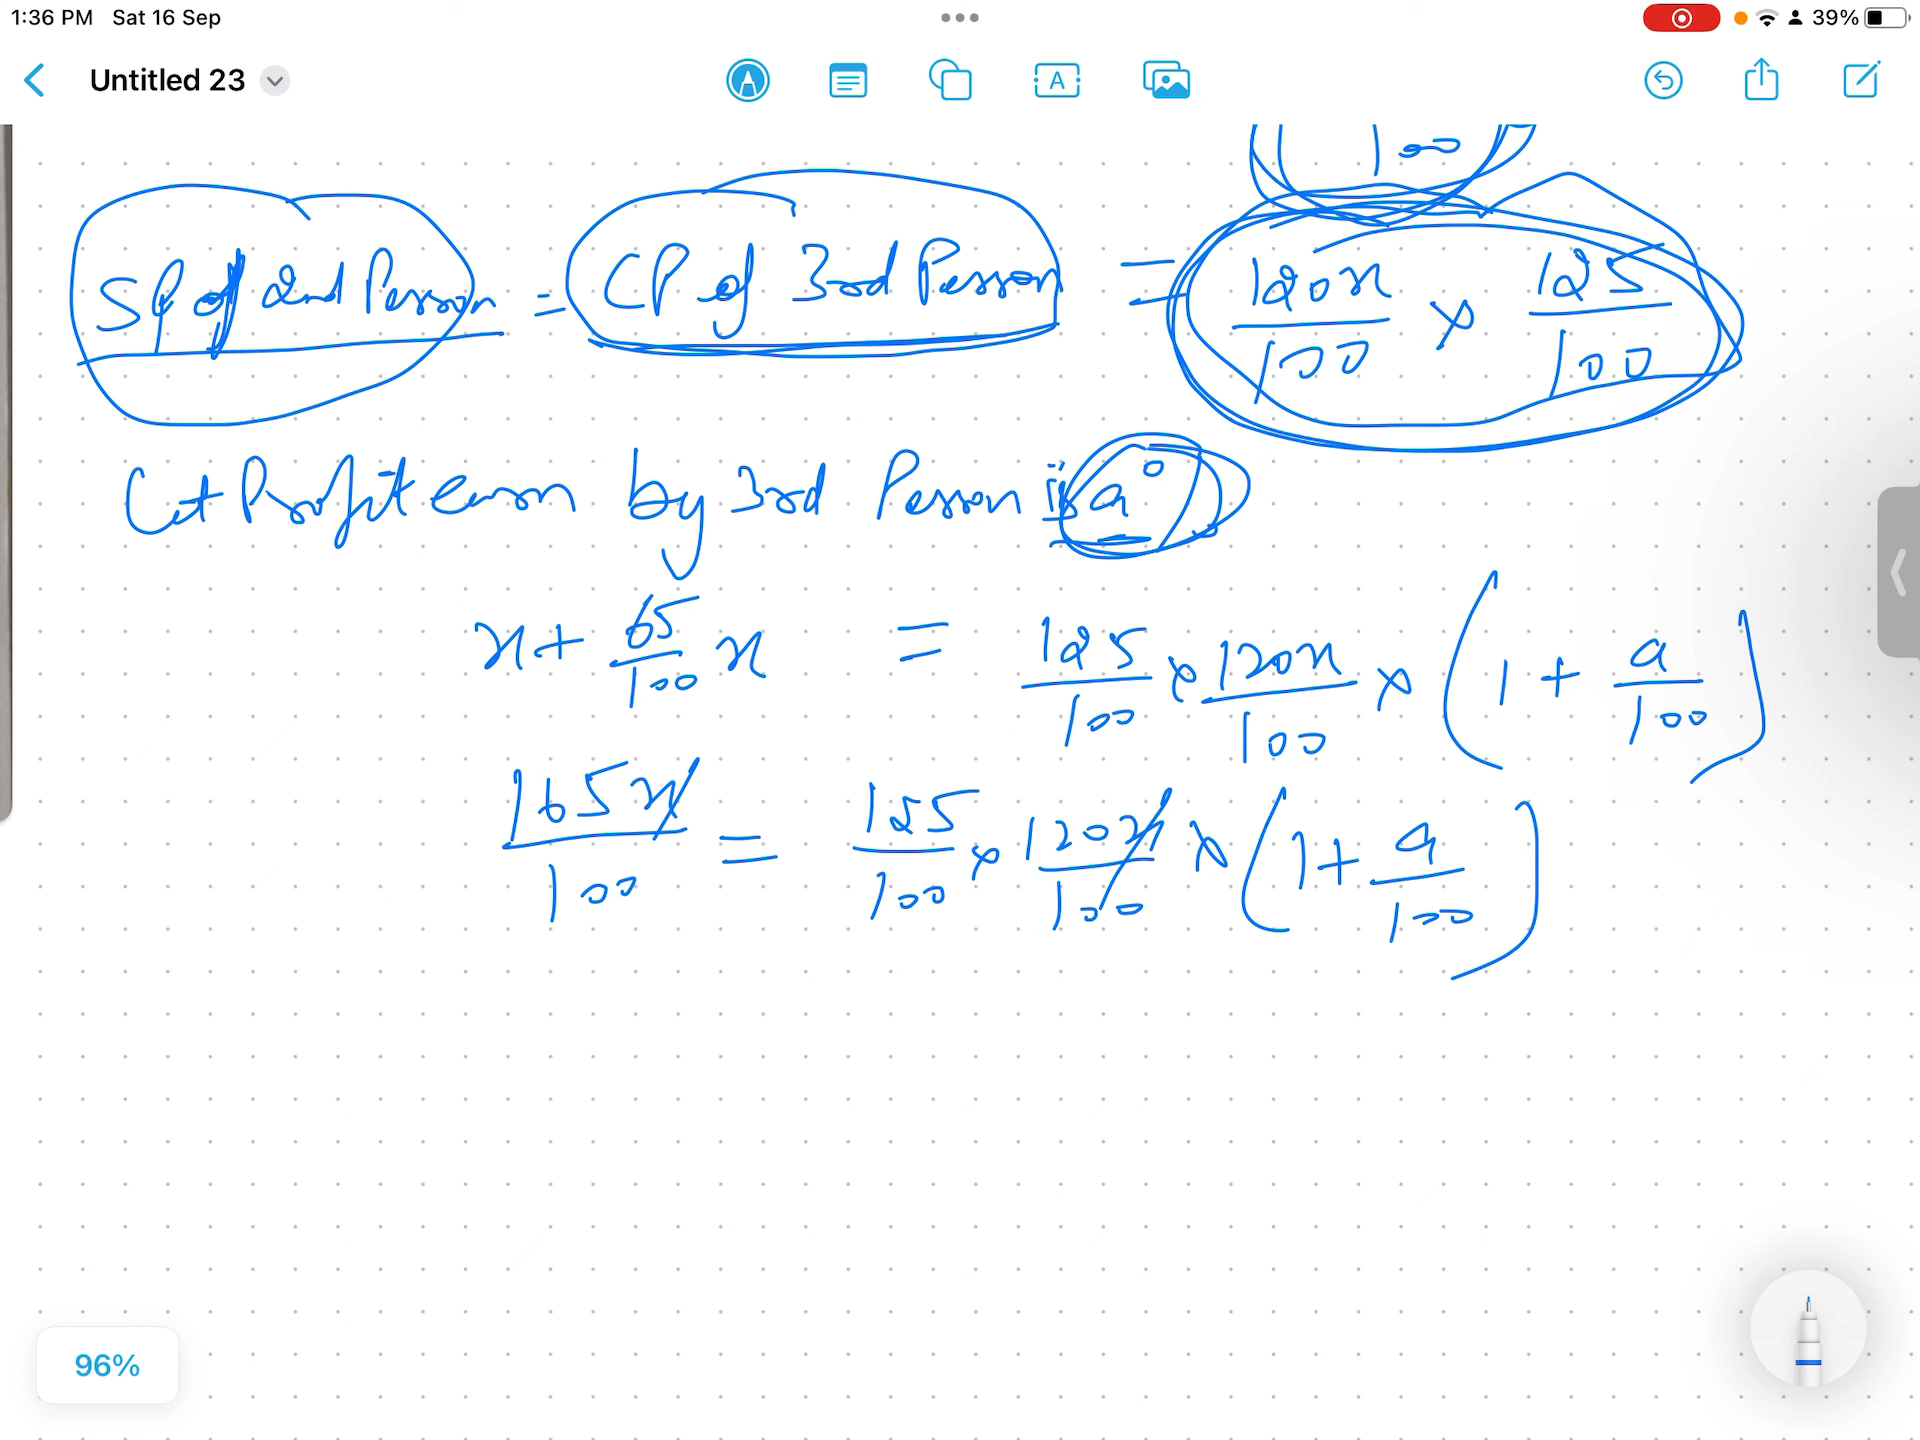 1:36 PM Sat 16 Sep
39%
Untitled 23
A
100
SP of 2nd Person = CP of 3rd Person = 120x/100 × 125/100
Let Profit earn by 3rd Person is a
x + 65/100 x = 125/100 × 120x/100 × (1 + a/100)
165x/100 = 125/100 × 120x/100 × (1 + a/100)
96%